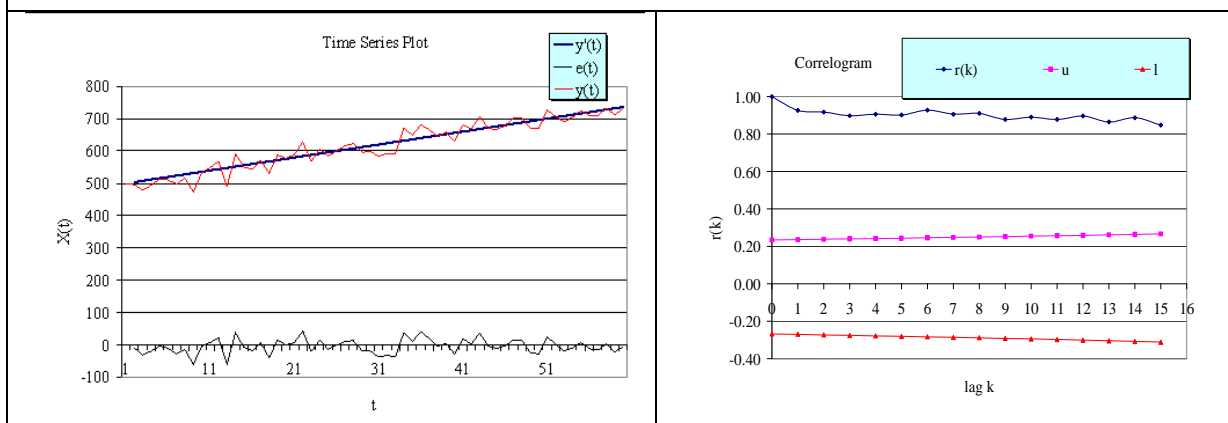 Time Series Plot
y'(t)
e(t)
y(t)
800
700
600
500
400
300
200
100
0
-100
X(t)
1
11
21
31
41
51
t
Correlogram
r(k)
u
l
1.00
0.80
0.60
0.40
0.20
0.00
-0.20
-0.40
r(k)
0 1 2 3 4 5 6 7 8 9 10 11 12 13 14 15 16
lag k